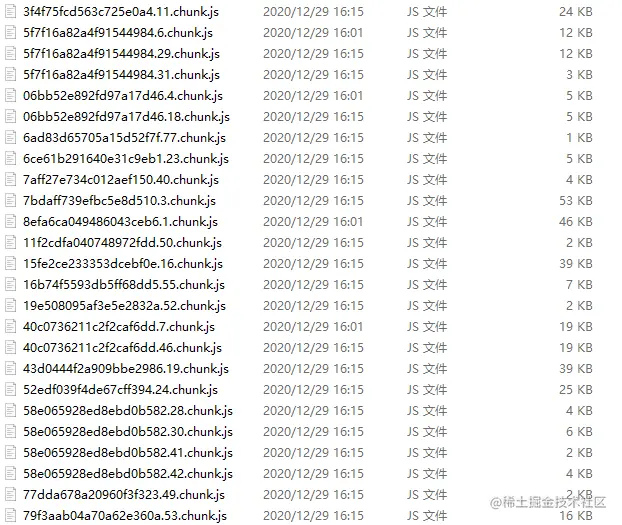 3f4f75fcd563c725e0a4.11.chunk.js 2020/12/29 16:15 JS 文件 24 KB
5f7f16a82a4f91544984.6.chunk.js 2020/12/29 16:01 JS 文件 12 KB
5f7f16a82a4f91544984.29.chunk.js 2020/12/29 16:15 JS 文件 12 KB
5f7f16a82a4f91544984.31.chunk.js 2020/12/29 16:15 JS 文件 3 KB
06bb52e892fd97a17d46.4.chunk.js 2020/12/29 16:01 JS 文件 5 KB
06bb52e892fd97a17d46.18.chunk.js 2020/12/29 16:15 JS 文件 5 KB
6ad83d65705a15d52f7f.77.chunk.js 2020/12/29 16:15 JS 文件 1 KB
6ce61b291640e31c9eb1.23.chunk.js 2020/12/29 16:15 JS 文件 5 KB
7aff27e734c012aef150.40.chunk.js 2020/12/29 16:15 JS 文件 4 KB
7bdaff739efbc5e8d510.3.chunk.js 2020/12/29 16:15 JS 文件 53 KB
8efa6ca049486043ceb6.1.chunk.js 2020/12/29 16:01 JS 文件 46 KB
11f2cdfa040748972fdd.50.chunk.js 2020/12/29 16:15 JS 文件 2 KB
15fe2ce233353dcebf0e.16.chunk.js 2020/12/29 16:15 JS 文件 39 KB
16b74f5593db5ff68dd5.55.chunk.js 2020/12/29 16:15 JS 文件 7 KB
19e508095af3e5e2832a.52.chunk.js 2020/12/29 16:15 JS 文件 2 KB
40c0736211c2f2caf6dd.7.chunk.js 2020/12/29 16:01 JS 文件 19 KB
40c0736211c2f2caf6dd.46.chunk.js 2020/12/29 16:15 JS 文件 19 KB
43d0444f2a909bbe2986.19.chunk.js 2020/12/29 16:15 JS 文件 39 KB
52edf039f4de67cff394.24.chunk.js 2020/12/29 16:15 JS 文件 25 KB
58e065928ed8ebd0b582.28.chunk.js 2020/12/29 16:15 JS 文件 4 KB
58e065928ed8ebd0b582.30.chunk.js 2020/12/29 16:15 JS 文件 6 KB
58e065928ed8ebd0b582.41.chunk.js 2020/12/29 16:15 JS 文件 2 KB
58e065928ed8ebd0b582.42.chunk.js 2020/12/29 16:15 JS 文件 4 KB
77dda678a20960f3f323.49.chunk.js 2020/12/29 16:15 JS 文件 2 KB
@稀土掘金技术社区
79f3aab04a70a62e360a.53.chunk.js 2020/12/29 16:15 JS 文件 16 KB